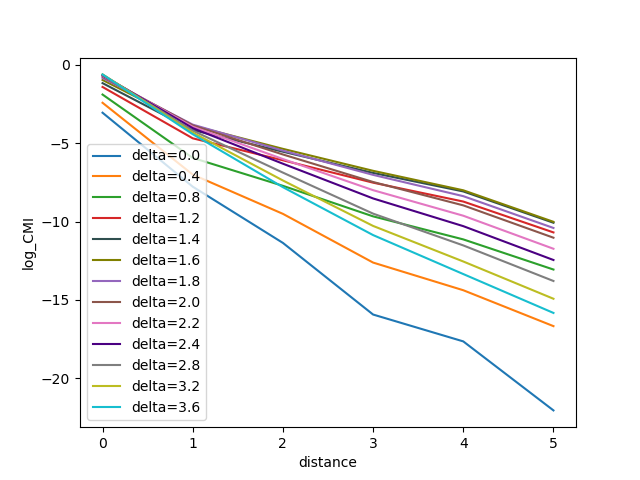 0
−5
−10
−15
−20
log_CMI
delta=0.0
delta=0.4
delta=0.8
delta=1.2
delta=1.4
delta=1.6
delta=1.8
delta=2.0
delta=2.2
delta=2.4
delta=2.8
delta=3.2
delta=3.6
0 1 2 3 4 5
distance